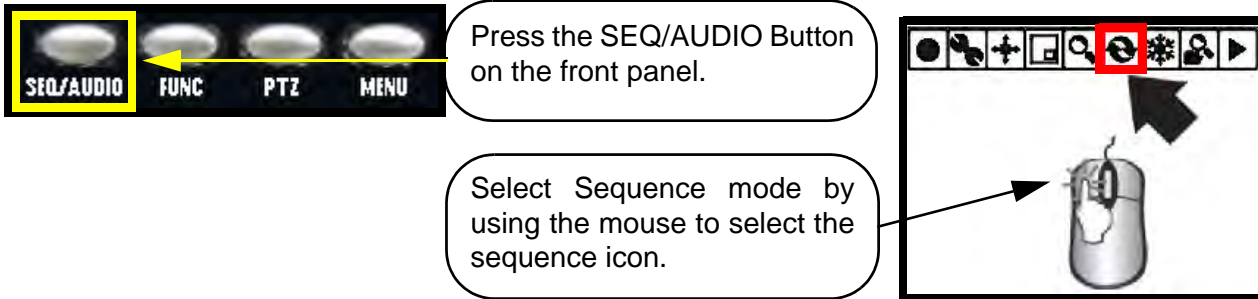 SEQ/AUDIO FUNC PTZ MENU
Press the SEQ/AUDIO Button
on the front panel.
Select Sequence mode by
using the mouse to select the
sequence icon.